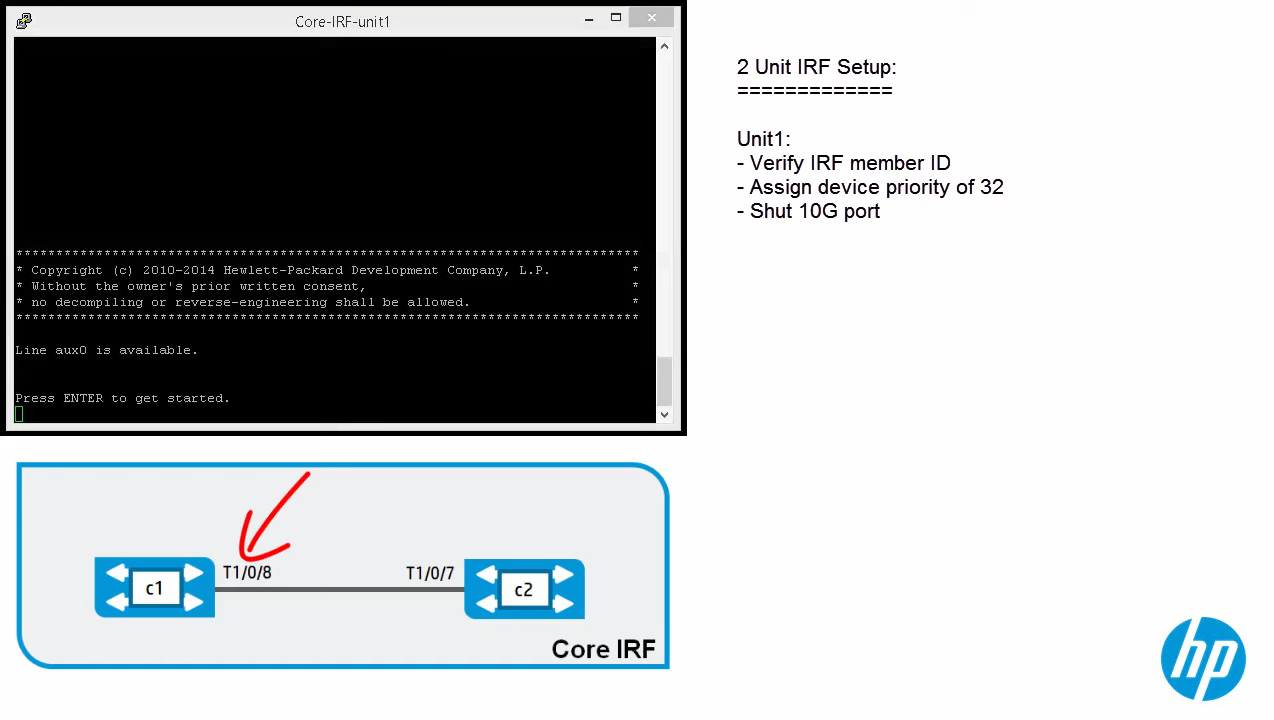 Core-IRF-unit1
********************************************************************************
* Copyright (c) 2010-2014 Hewlett-Packard Development Company, L.P. *
* Without the owner's prior written consent, *
* no decompiling or reverse-engineering shall be allowed. *
********************************************************************************
Line aux0 is available.
Press ENTER to get started.
2 Unit IRF Setup:
=============
Unit1:
- Verify IRF member ID
- Assign device priority of 32
- Shut 10G port
T1/0/8
T1/0/7
c1
c2
Core IRF
hp